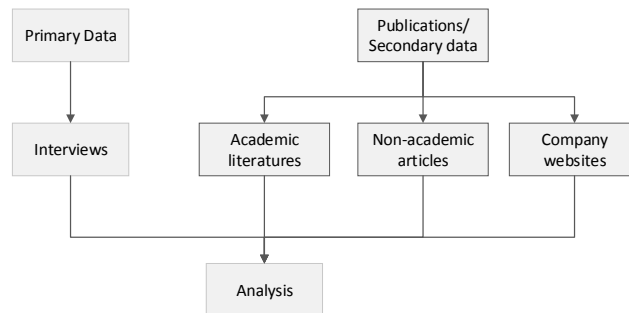 Primary Data
Publications/
Secondary data
Interviews
Academic
literatures
Non-academic
articles
Company
websites
Analysis